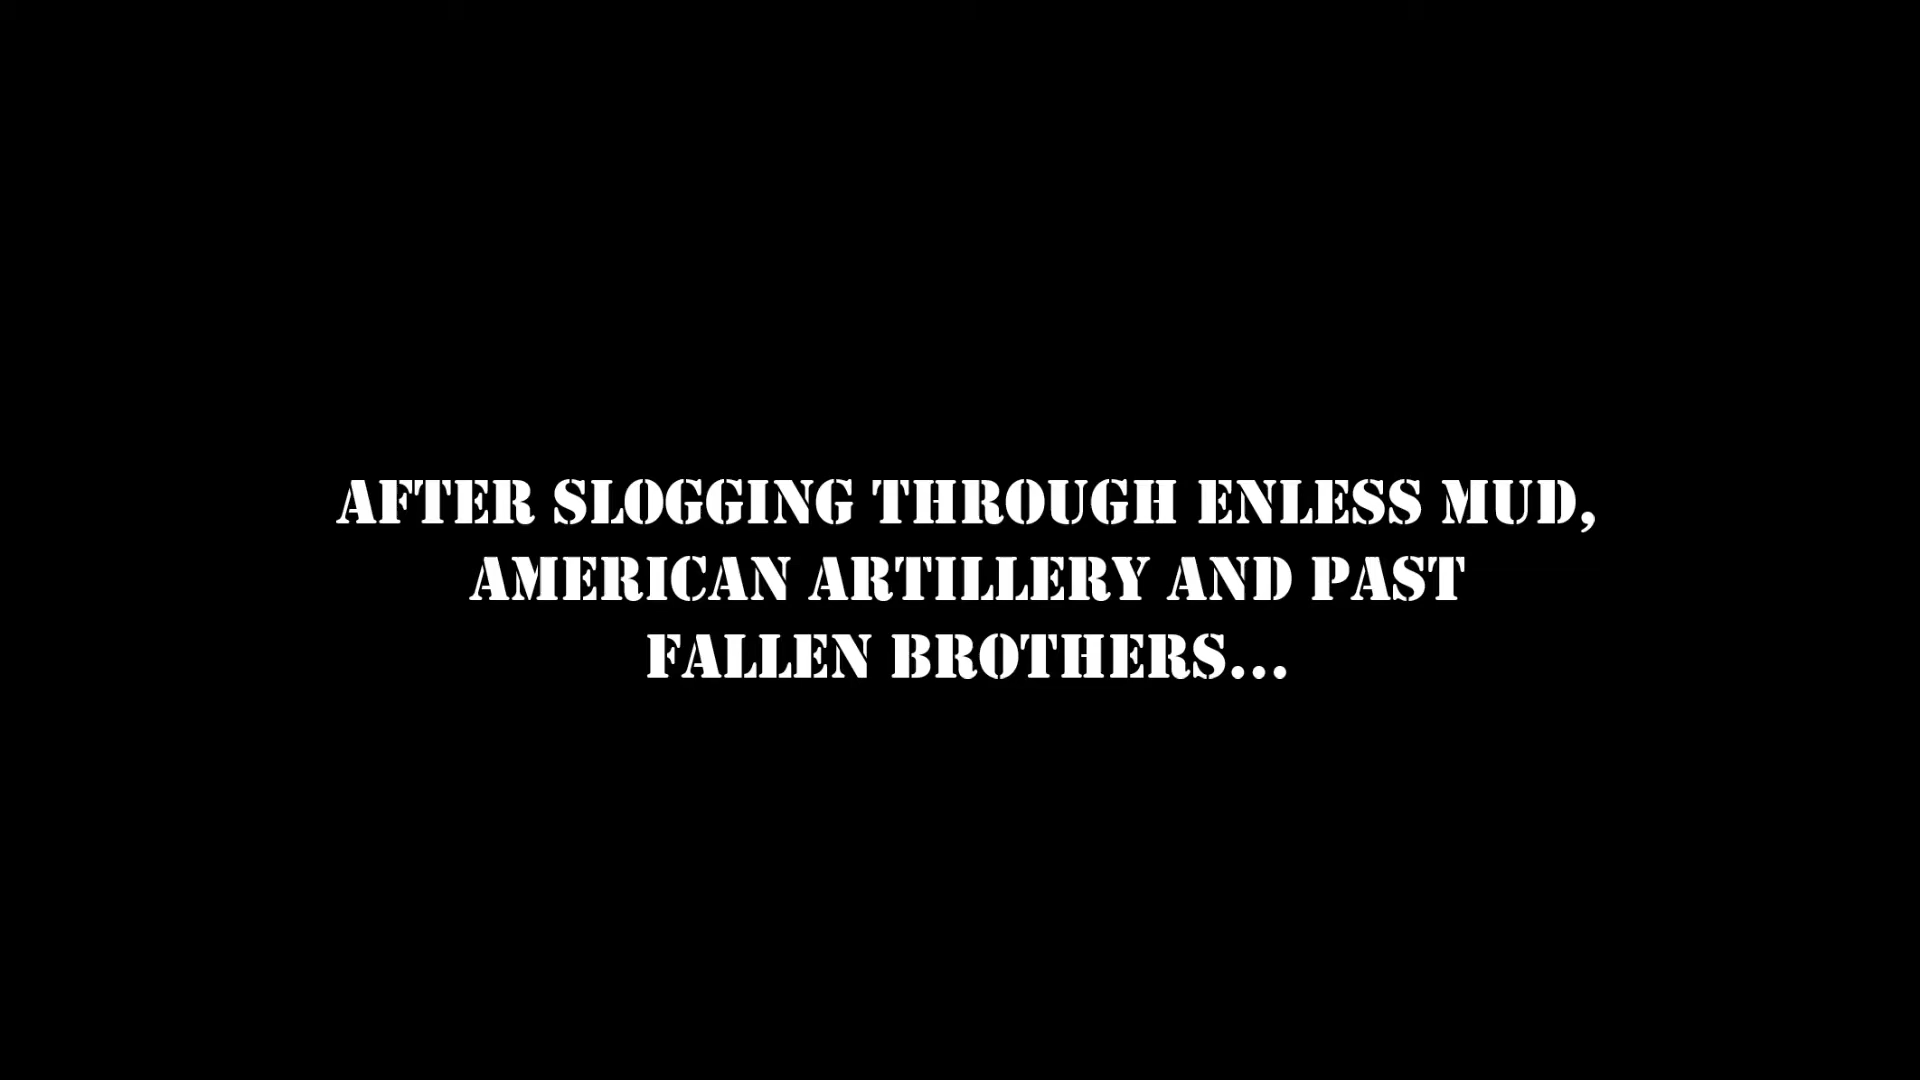 AFTER SLOGGING THROUGH ENLESS MUD,
AMERICAN ARTILLERY AND PAST
FALLEN BROTHERS...